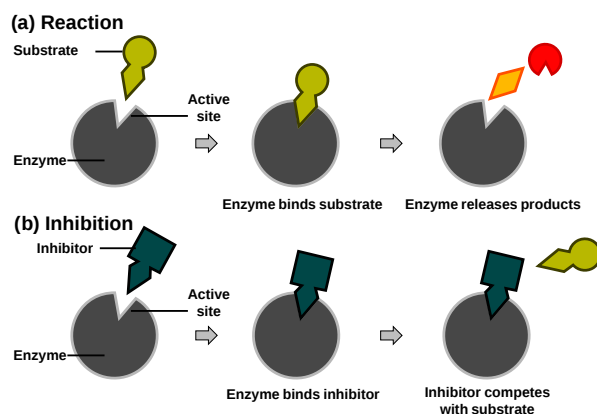 (a) Reaction
Substrate
Active
site
Enzyme
Enzyme binds substrate
Enzyme releases products
(b) Inhibition
Inhibitor
Active
site
Enzyme
Enzyme binds inhibitor
Inhibitor competes
with substrate